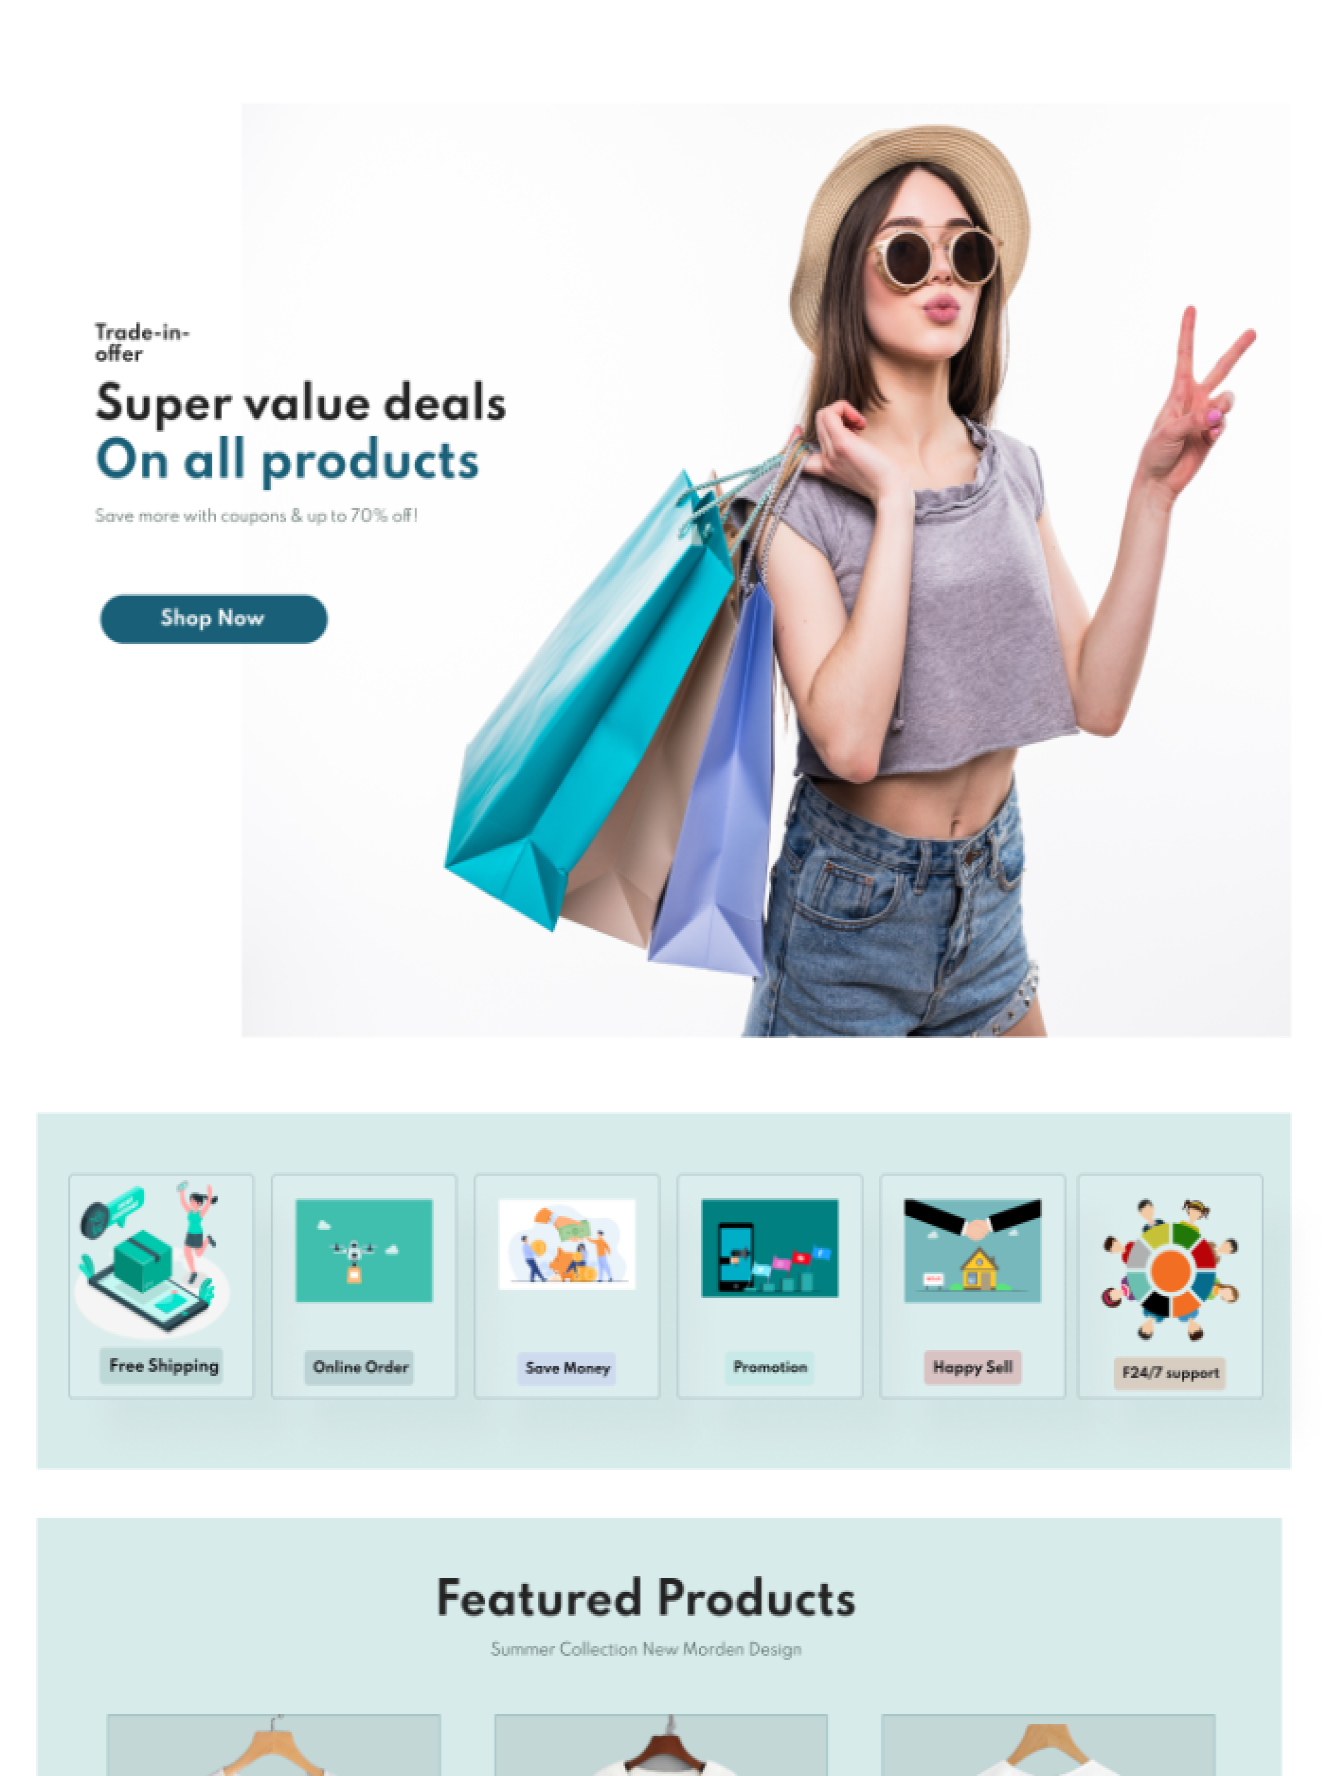 Trade-in-
offer
Super value deals
On all products
Save more with coupons & up to 70% off!
Shop Now
Free Shipping
Online Order
Save Money
Promotion
Happy Sell
F24/7 support
Featured Products
Summer Collection New Morden Design